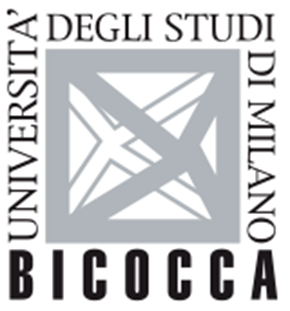 UNIVERSITA'
DEGLI STUDI
DI MILANO
BICOCCA